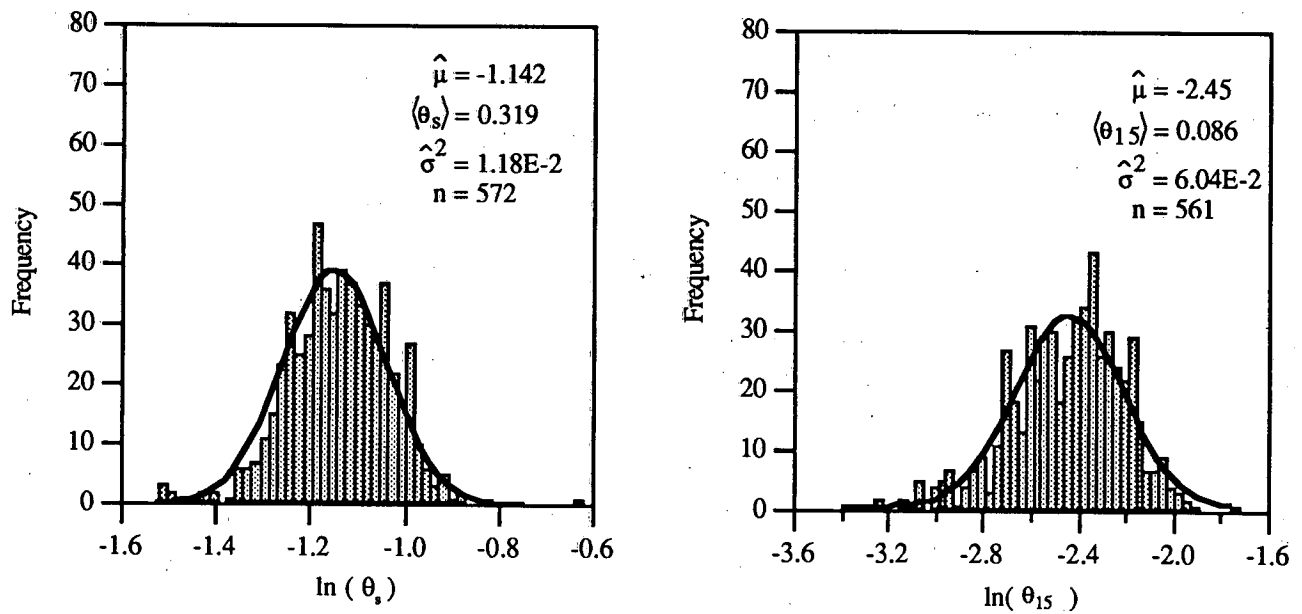 80
70
60
50
40
30
20
10
0
Frequency
μ̂ = -1.142
⟨θs⟩ = 0.319
σ̂² = 1.18E-2
n = 572
-1.6
-1.4
-1.2
-1.0
-0.8
-0.6
ln ( θs )
80
70
60
50
40
30
20
10
0
Frequency
μ̂ = -2.45
⟨θ15⟩ = 0.086
σ̂² = 6.04E-2
n = 561
-3.6
-3.2
-2.8
-2.4
-2.0
-1.6
ln( θ15 )